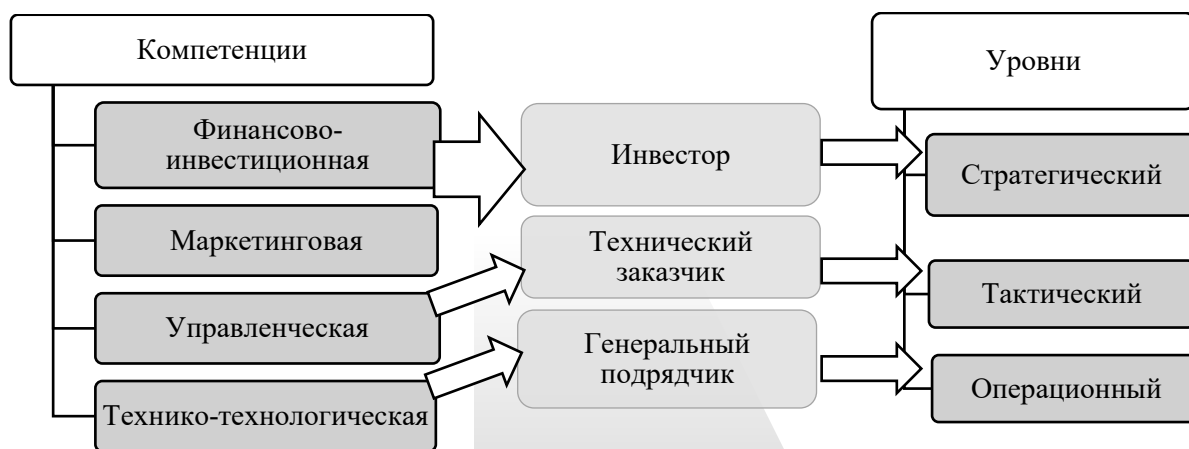 Компетенции
Финансово-
инвестиционная
Маркетинговая
Управленческая
Технико-технологическая
Инвестор
Технический
заказчик
Генеральный
подрядчик
Уровни
Стратегический
Тактический
Операционный